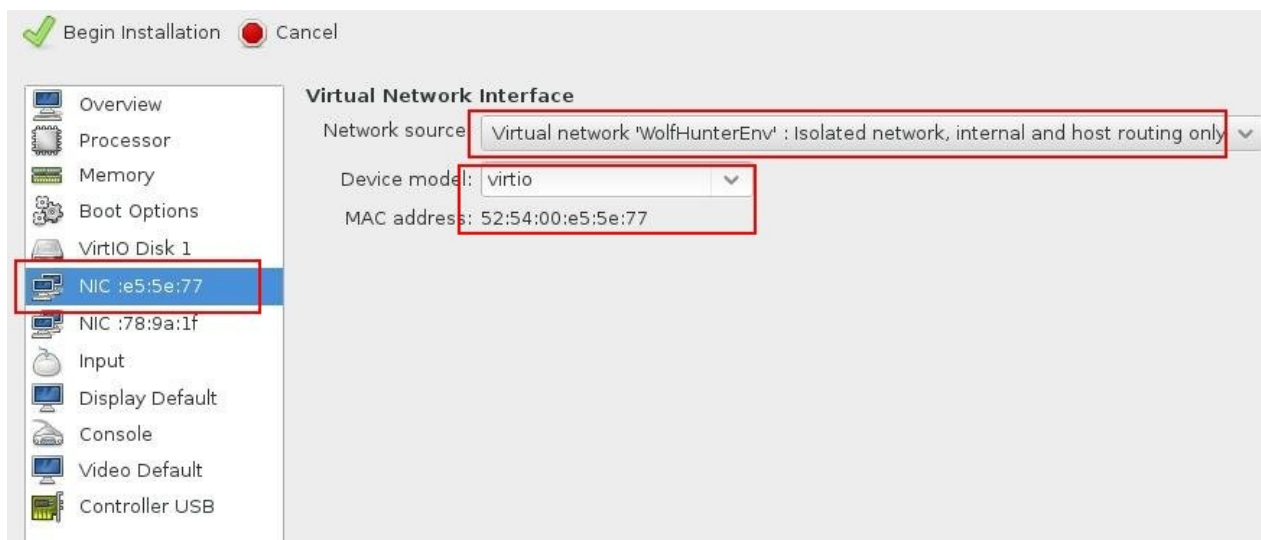 Begin Installation Cancel
Overview
Processor
Memory
Boot Options
VirtIO Disk 1
NIC :e5:5e:77
NIC :78:9a:1f
Input
Display Default
Console
Video Default
Controller USB
Virtual Network Interface
Network source Virtual network 'WolfHunterEnv' : Isolated network, internal and host routing only
Device model: virtio
MAC address: 52:54:00:e5:5e:77